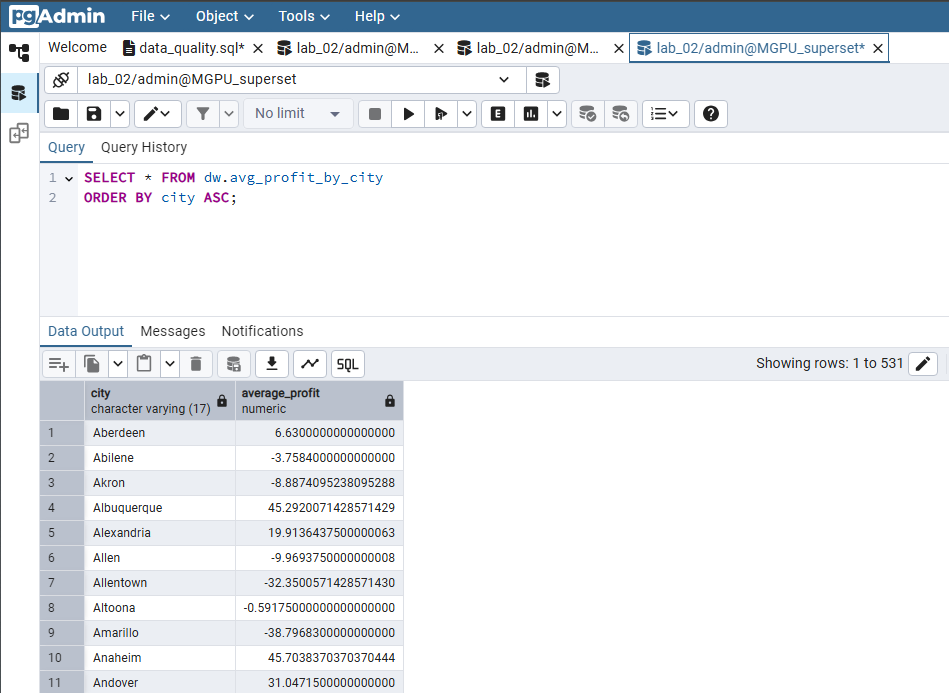 pgAdmin File Object Tools Help
Welcome data_quality.sql* lab_02/admin@M... lab_02/admin@M... lab_02/admin@MGPU_superset*
lab_02/admin@MGPU_superset
No limit E
Query Query History
1 SELECT * FROM dw.avg_profit_by_city
2 ORDER BY city ASC;
Data Output Messages Notifications
SQL Showing rows: 1 to 531
city average_profit
character varying (17) numeric
1 Aberdeen 6.6300000000000000
2 Abilene -3.7584000000000000
3 Akron -8.8874095238095288
4 Albuquerque 45.2920071428571429
5 Alexandria 19.9136437500000063
6 Allen -9.9693750000000008
7 Allentown -32.3500571428571430
8 Altoona -0.59175000000000000000
9 Amarillo -38.7968300000000000
10 Anaheim 45.7038370370370444
11 Andover 31.0471500000000000